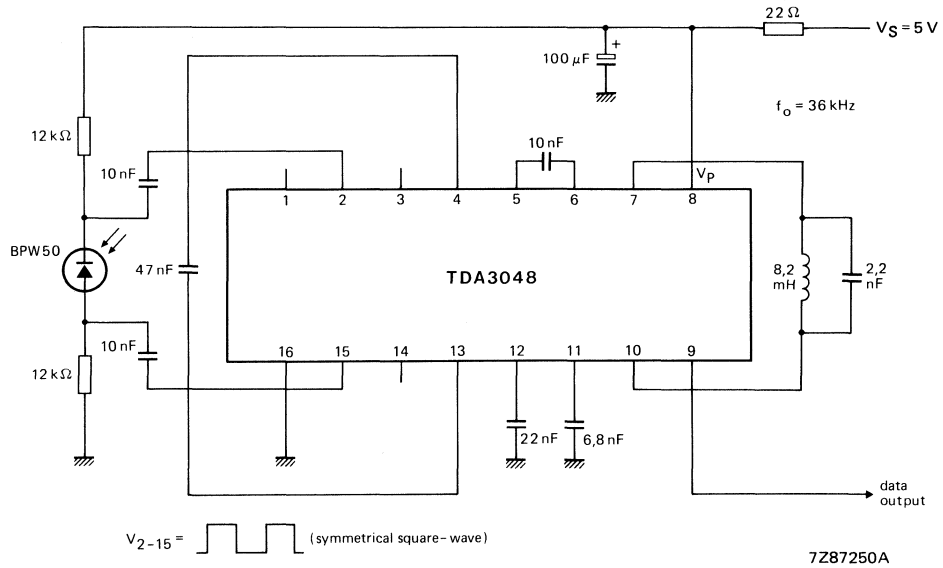 22 Ω
V_S = 5 V
+
100 μF
f_o = 36 kHz
12 kΩ
10 nF
10 nF
V_P
1 2 3 4 5 6 7 8
BPW50
47 nF
TDA3048
8,2 mH
2,2 nF
10 nF
16 15 14 13 12 11 10 9
12 kΩ
22 nF
6,8 nF
data
output
V_2-15 = (symmetrical square-wave)
7Z87250A